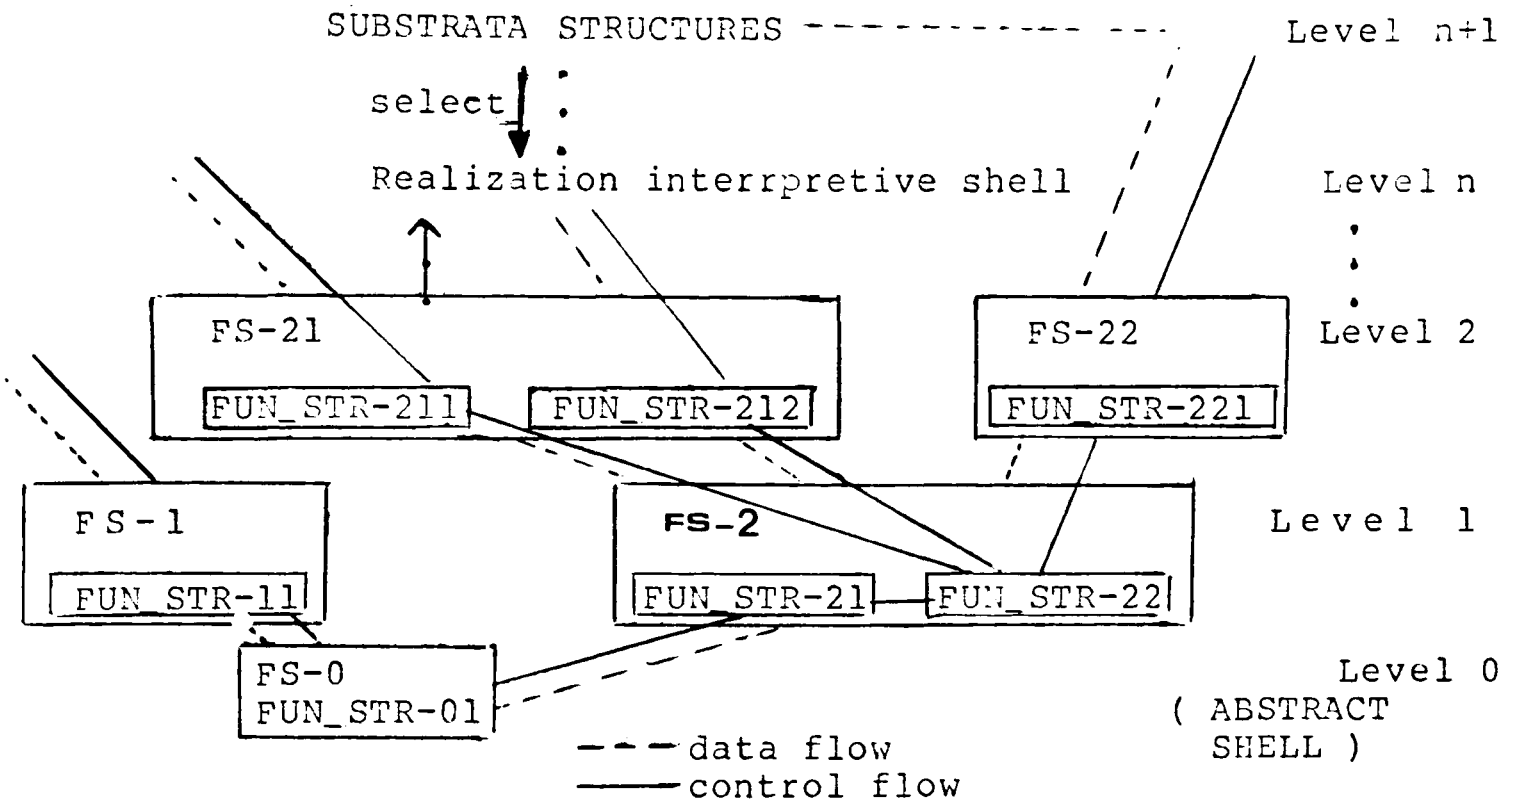 SUBSTRATA STRUCTURES
Level n+1
select
Realization interrpretive shell
Level n
FS-21
FS-22
Level 2
FUN_STR-211
FUN_STR-212
FUN_STR-221
FS-1
FS-2
Level 1
FUN_STR-11
FUN_STR-21
FUN_STR-22
FS-0
FUN_STR-01
Level 0
( ABSTRACT
SHELL )
data flow
control flow